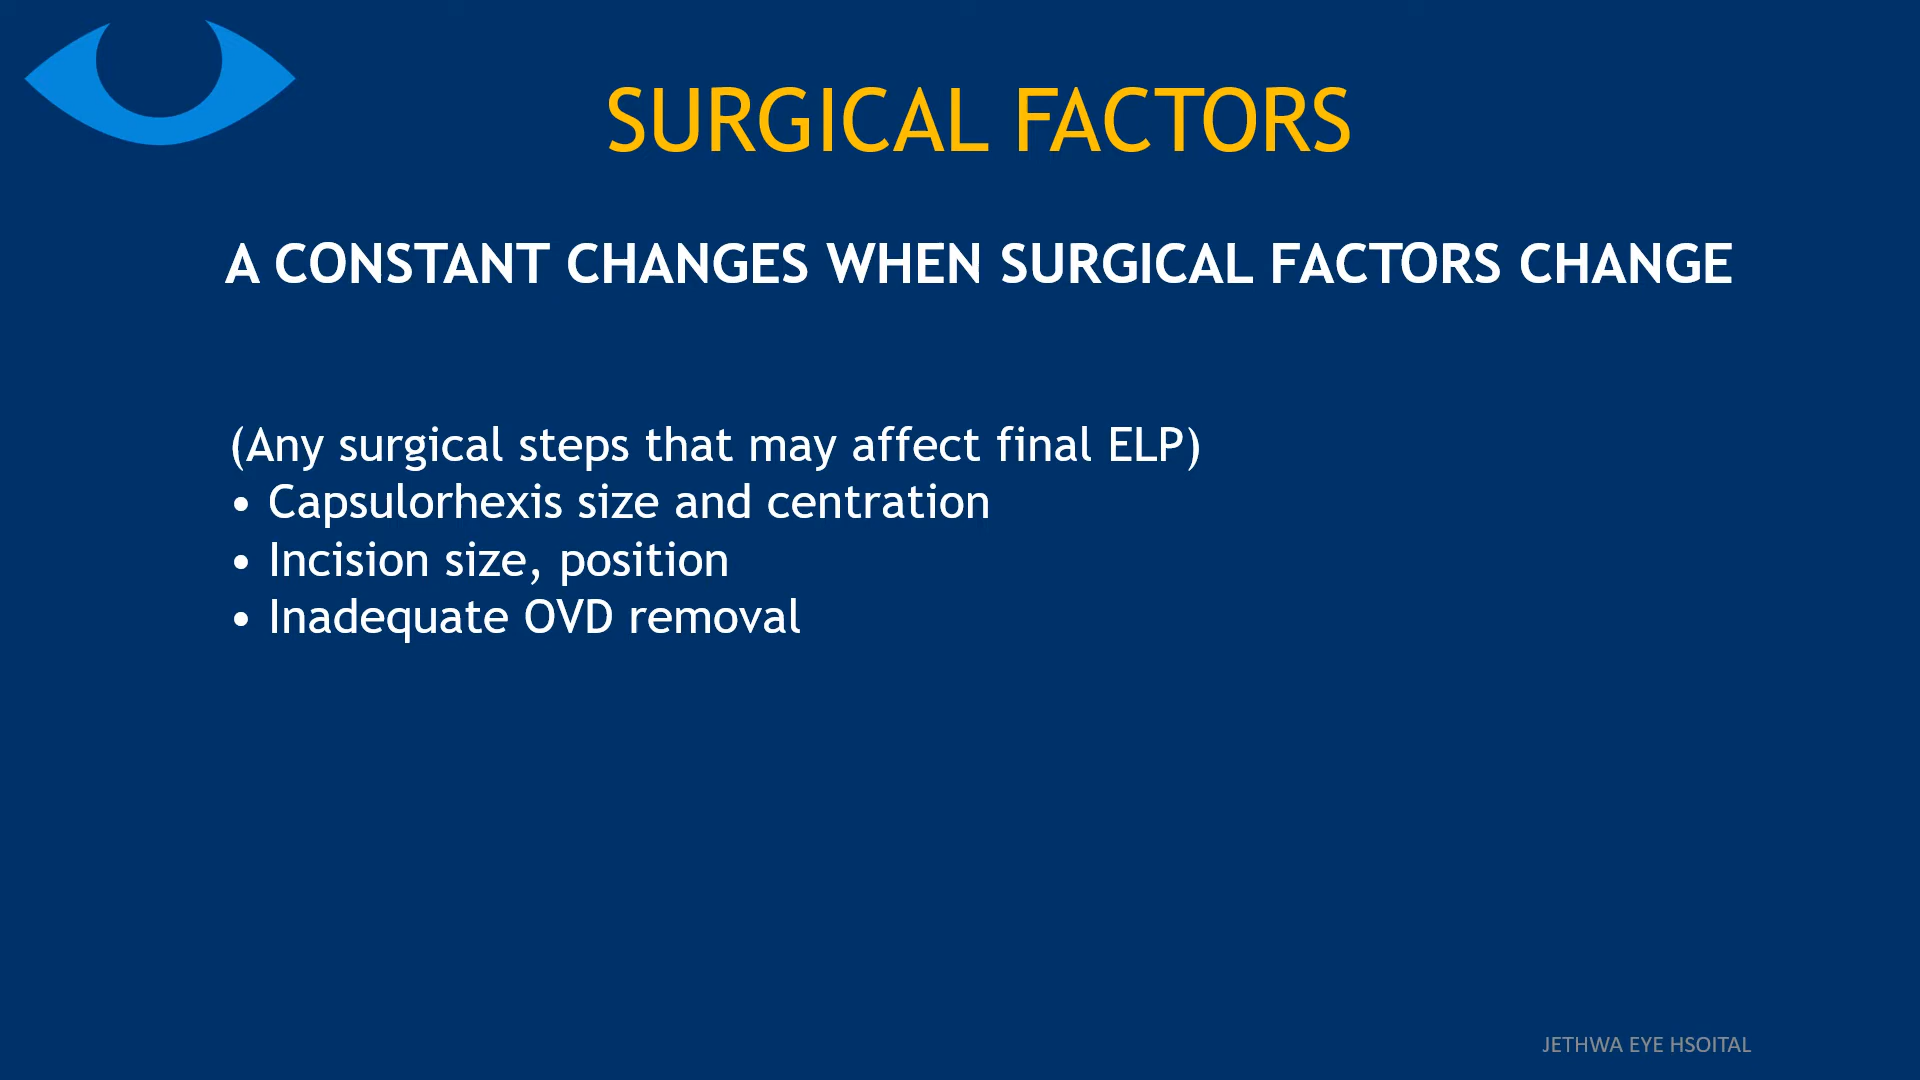 SURGICAL FACTORS
A CONSTANT CHANGES WHEN SURGICAL FACTORS CHANGE
(Any surgical steps that may affect final ELP)
• Capsulorhexis size and centration
• Incision size, position
• Inadequate OVD removal
JETHWA EYE HSOITAL